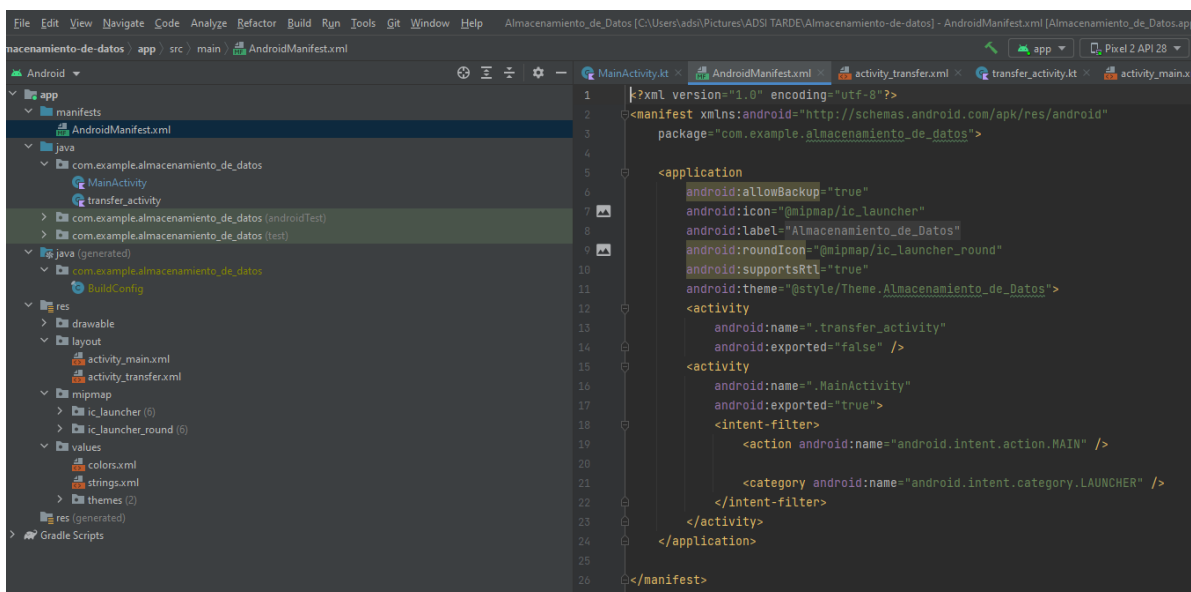 File Edit View Navigate Code Analyze Refactor Build Run Tools Git Window Help Almacenamiento_de_Datos [C:\Users\adsi\Pictures\ADSI TARDE\Almacenamiento-de-datos] - AndroidManifest.xml [Almacenamiento_de_Datos.app
macenamiento-de-datos app src main AndroidManifest.xml app Pixel 2 API 28
Android MainActivity.kt AndroidManifest.xml activity_transfer.xml transfer_activity.kt activity_main.x
app
manifests
AndroidManifest.xml
java
com.example.almacenamiento_de_datos
MainActivity
transfer_activity
com.example.almacenamiento_de_datos (androidTest)
com.example.almacenamiento_de_datos (test)
java (generated)
com.example.almacenamiento_de_datos
BuildConfig
res
drawable
layout
activity_main.xml
activity_transfer.xml
mipmap
ic_launcher (6)
ic_launcher_round (6)
values
colors.xml
strings.xml
themes (2)
res (generated)
Gradle Scripts
1 <?xml version="1.0" encoding="utf-8"?>
2 <manifest xmlns:android="http://schemas.android.com/apk/res/android"
3 package="com.example.almacenamiento_de_datos">
4
5 <application
6 android:allowBackup="true"
7 android:icon="@mipmap/ic_launcher"
8 android:label="Almacenamiento_de_Datos"
9 android:roundIcon="@mipmap/ic_launcher_round"
10 android:supportsRtl="true"
11 android:theme="@style/Theme.Almacenamiento_de_Datos">
12 <activity
13 android:name=".transfer_activity"
14 android:exported="false" />
15 <activity
16 android:name=".MainActivity"
17 android:exported="true">
18 <intent-filter>
19 <action android:name="android.intent.action.MAIN" />
20
21 <category android:name="android.intent.category.LAUNCHER" />
22 </intent-filter>
23 </activity>
24 </application>
25
26 </manifest>